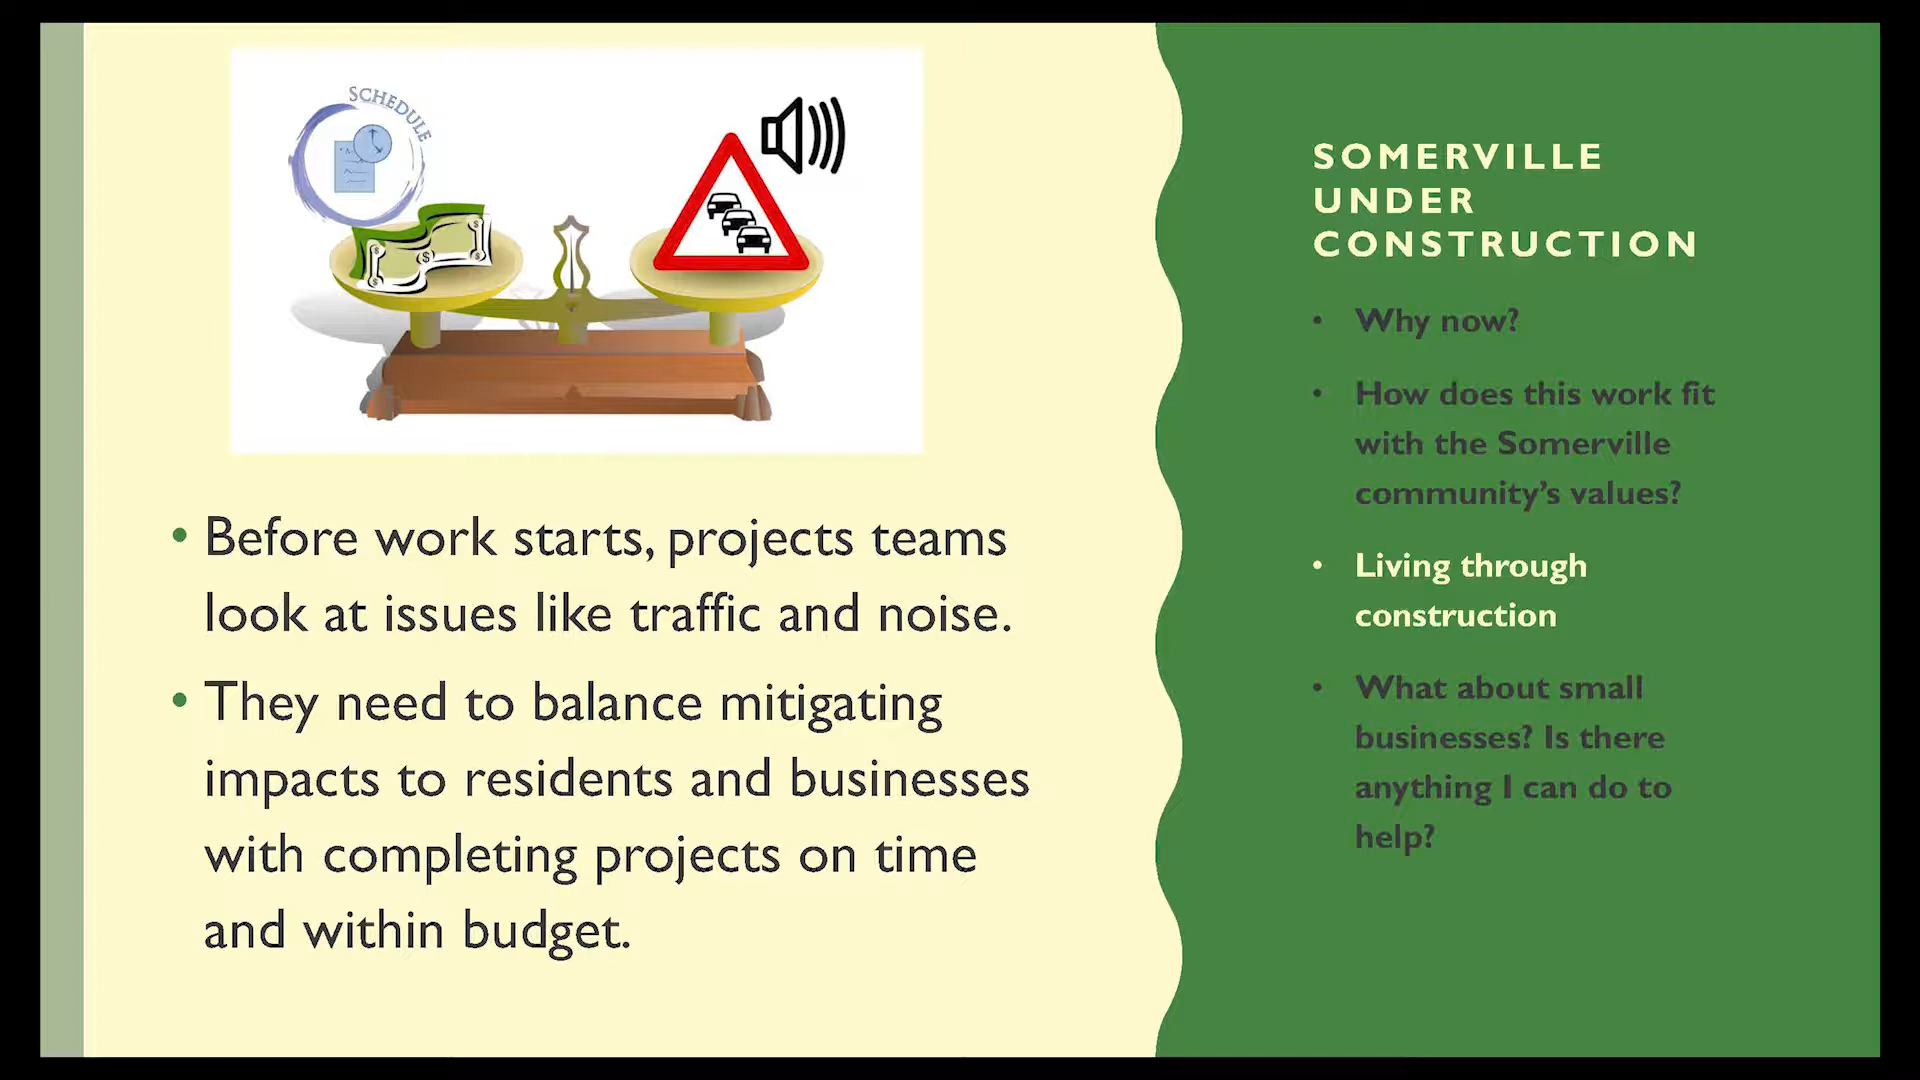 SCHEDULE
• Before work starts, projects teams
look at issues like traffic and noise.
• They need to balance mitigating
impacts to residents and businesses
with completing projects on time
and within budget.
SOMERVILLE
UNDER
CONSTRUCTION
• Why now?
• How does this work fit
with the Somerville
community's values?
• Living through
construction
• What about small
businesses? Is there
anything I can do to
help?